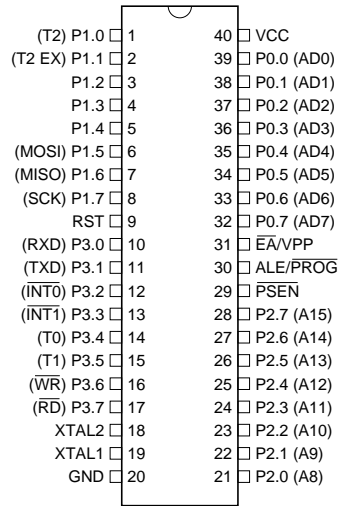 (T2) P1.0 1 40 VCC
(T2 EX) P1.1 2 39 P0.0 (AD0)
P1.2 3 38 P0.1 (AD1)
P1.3 4 37 P0.2 (AD2)
P1.4 5 36 P0.3 (AD3)
(MOSI) P1.5 6 35 P0.4 (AD4)
(MISO) P1.6 7 34 P0.5 (AD5)
(SCK) P1.7 8 33 P0.6 (AD6)
RST 9 32 P0.7 (AD7)
(RXD) P3.0 10 31 E̅A̅/VPP
(TXD) P3.1 11 30 ALE/P̅R̅O̅G̅
(I̅N̅T̅0̅) P3.2 12 29 P̅S̅E̅N̅
(I̅N̅T̅1̅) P3.3 13 28 P2.7 (A15)
(T0) P3.4 14 27 P2.6 (A14)
(T1) P3.5 15 26 P2.5 (A13)
(W̅R̅) P3.6 16 25 P2.4 (A12)
(R̅D̅) P3.7 17 24 P2.3 (A11)
XTAL2 18 23 P2.2 (A10)
XTAL1 19 22 P2.1 (A9)
GND 20 21 P2.0 (A8)